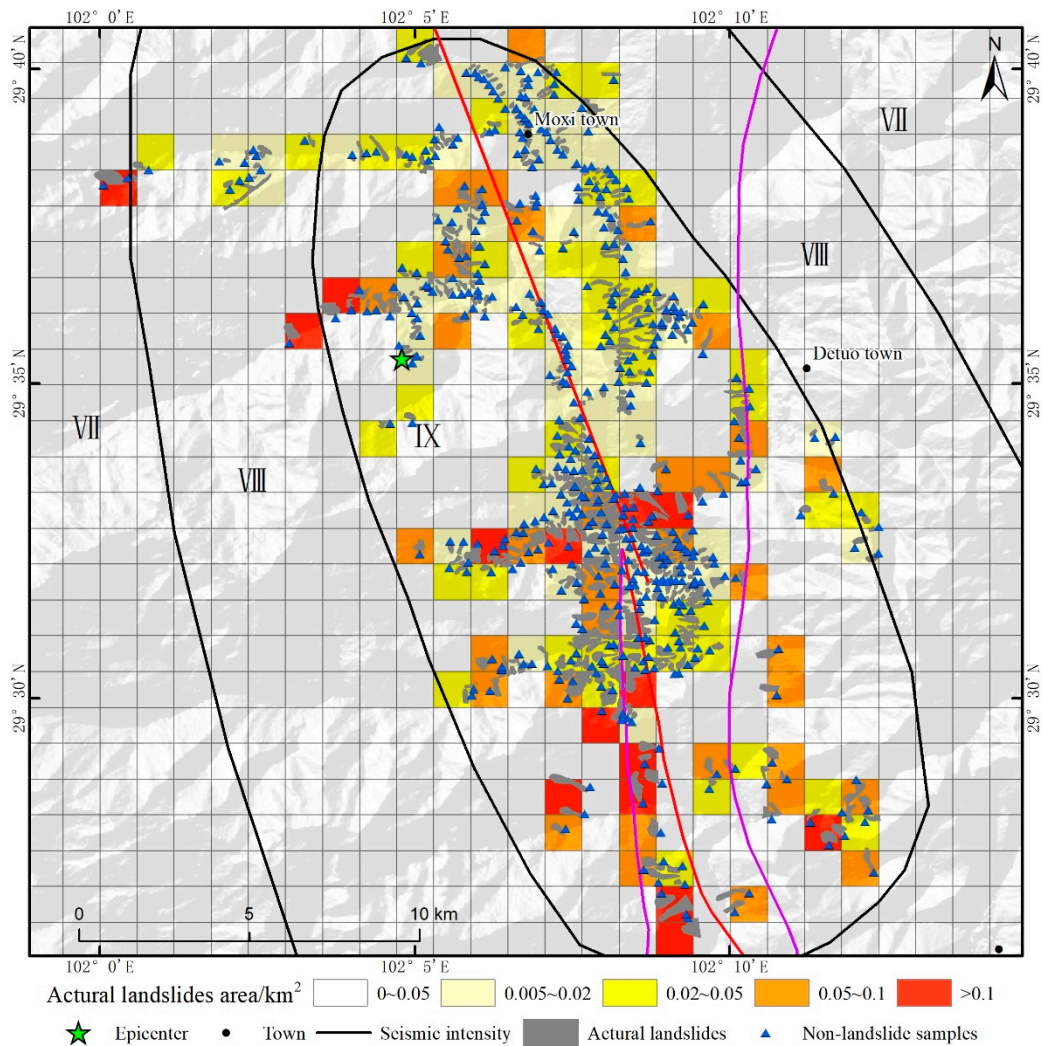 102° 0′E 102° 5′E 102° 10′E
N
29° 40′N 29° 40′N
Moxi town
Ⅶ
Ⅷ
29° 35′N 29° 35′N
Detuo town
Ⅶ
Ⅸ
Ⅷ
29° 30′N 29° 30′N
0 5 10 km
102° 0′E 102° 5′E 102° 10′E
Actural landslides area/km² 0~0.05 0.005~0.02 0.02~0.05 0.05~0.1 >0.1
Epicenter Town Seismic intensity Actural landslides Non-landslide samples